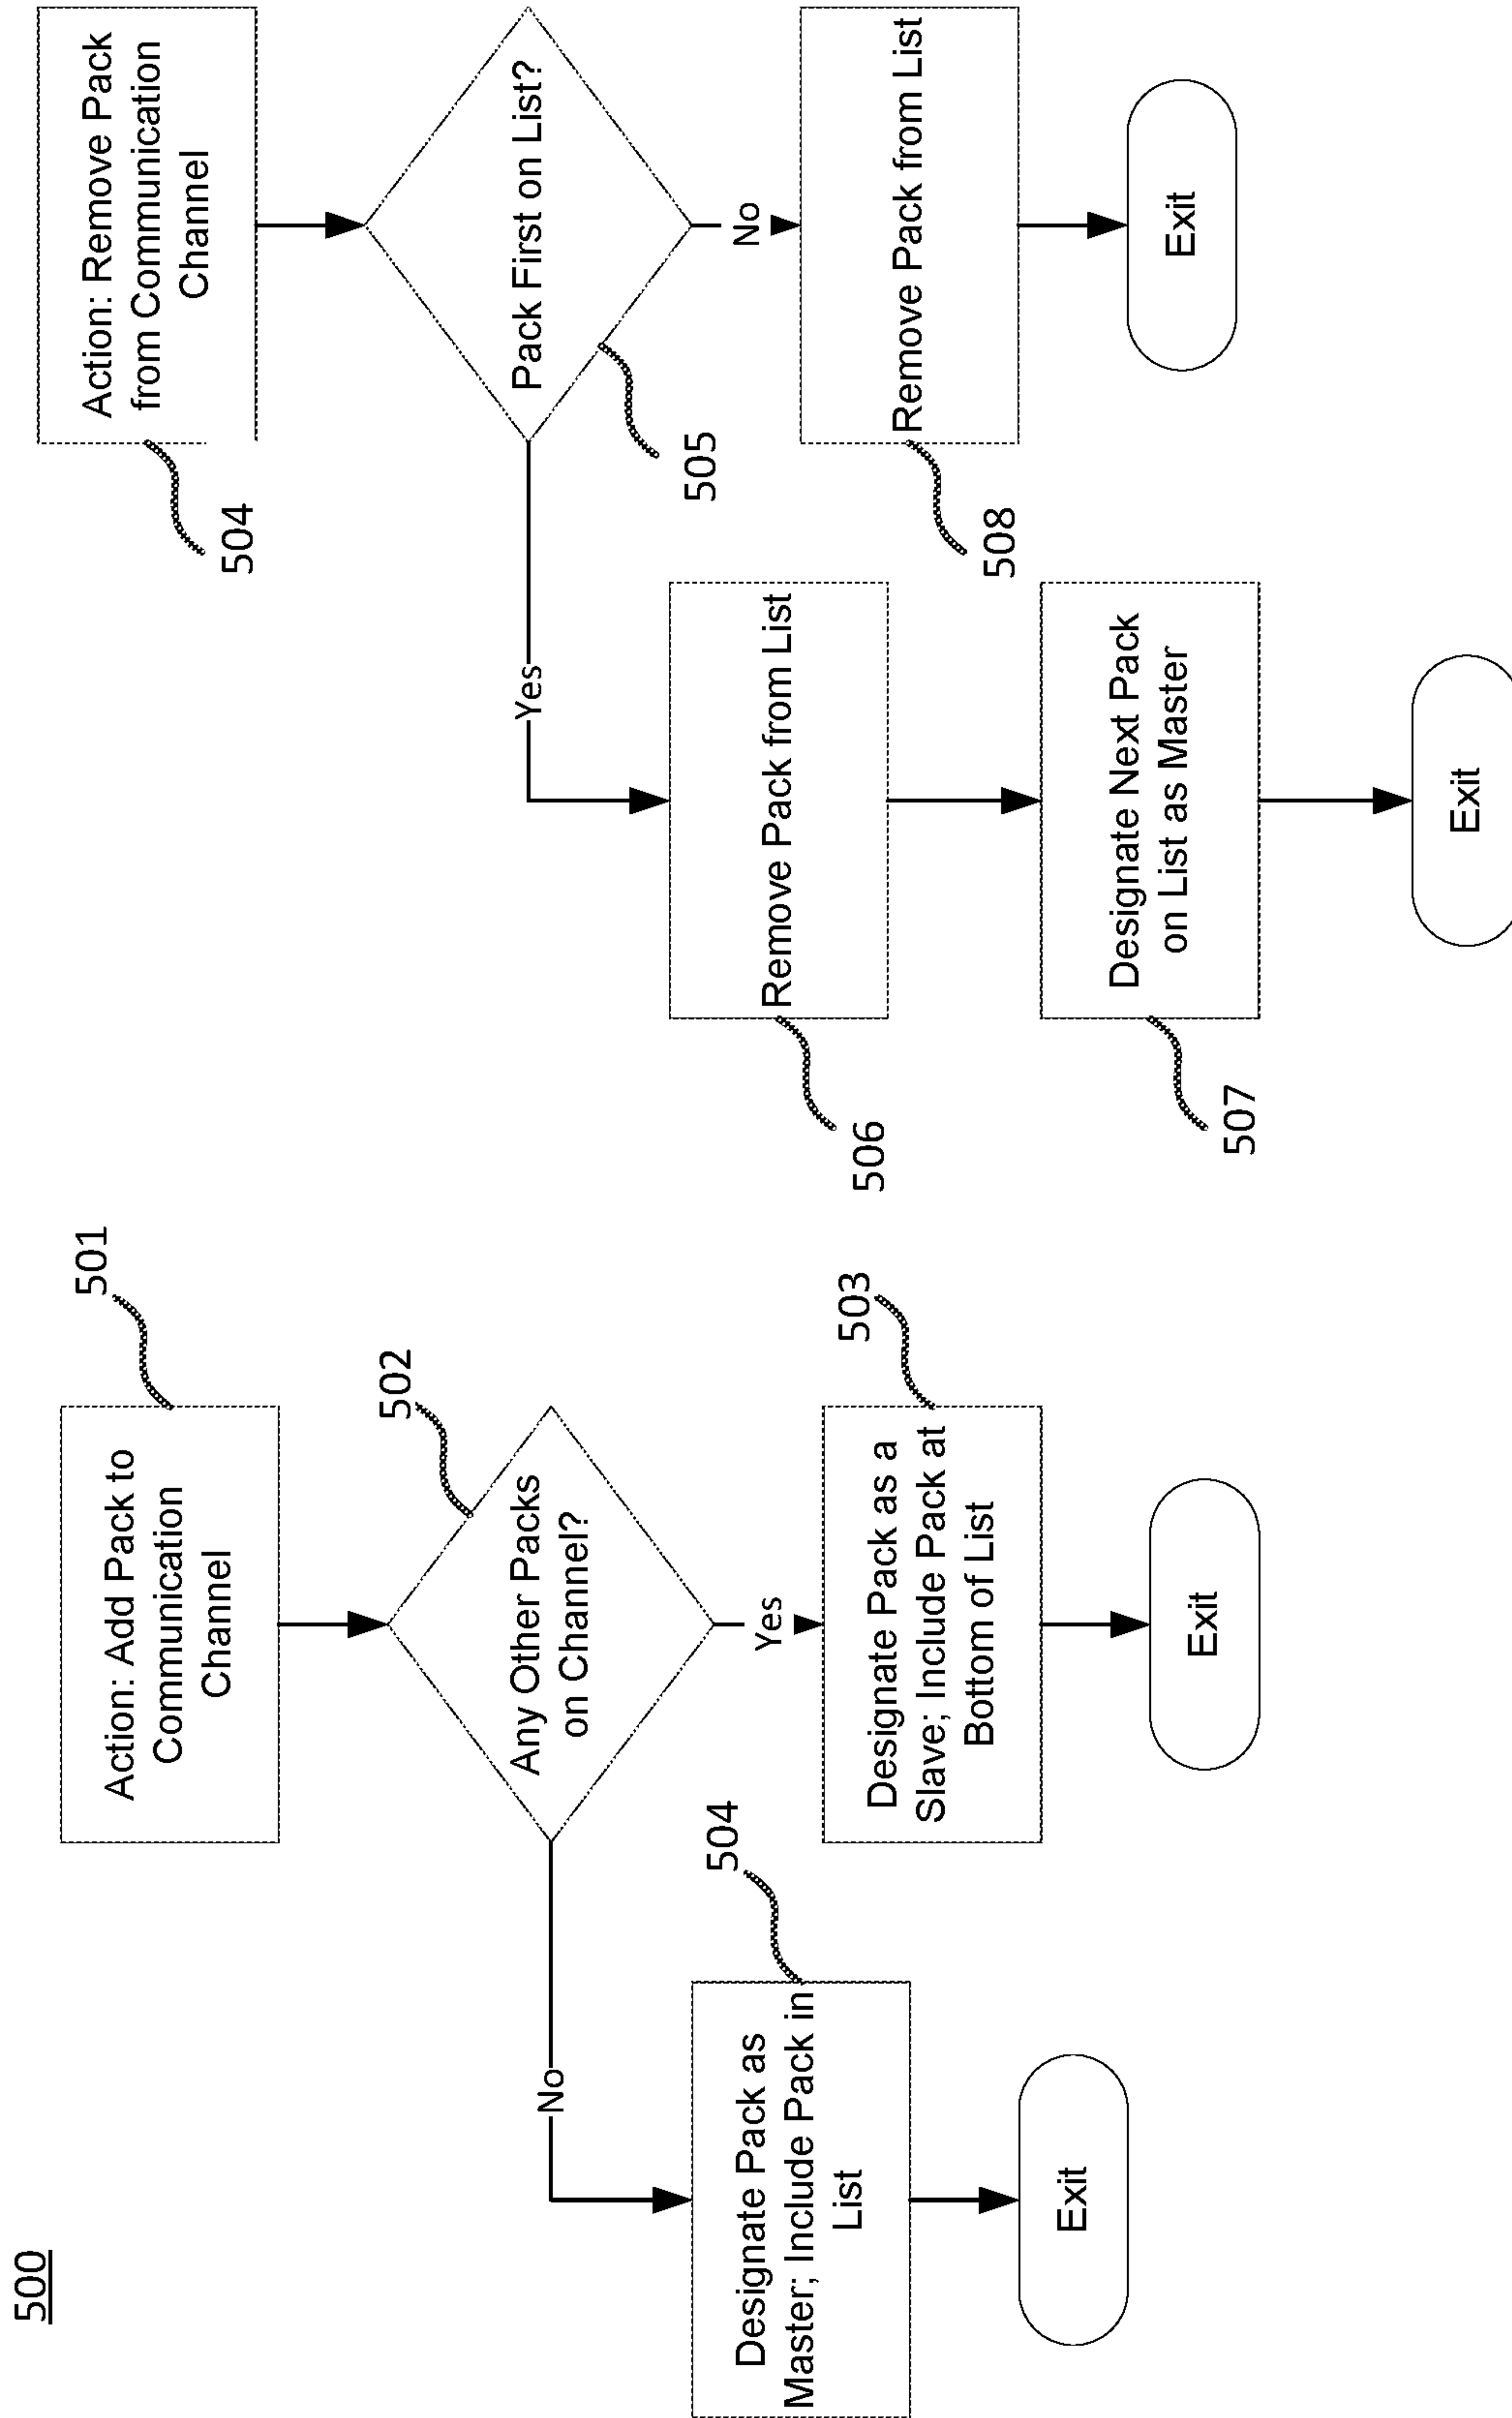 500
501
Action: Add Pack to
Communication
Channel
502
Any Other Packs
on Channel?
No
Yes
504
Designate Pack as
Master; Include Pack in
List
Exit
503
Designate Pack as a
Slave; Include Pack at
Bottom of List
Exit
504
Action: Remove Pack
from Communication
Channel
505
Pack First on List?
Yes
No
506
Remove Pack from List
507
Designate Next Pack
on List as Master
Exit
508
Remove Pack from List
Exit